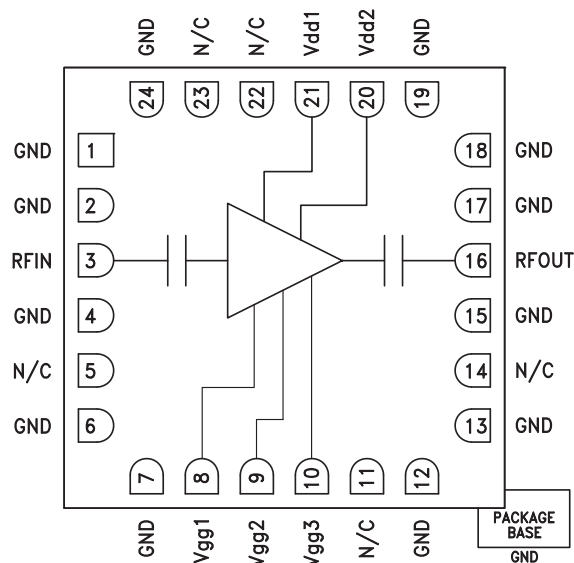 GND N/C N/C Vdd1 Vdd2 GND
24 23 22 21 20 19
GND 1 18 GND
GND 2 17 GND
RFIN 3 16 RFOUT
GND 4 15 GND
N/C 5 14 N/C
GND 6 13 GND
7 8 9 10 11 12
GND Vgg1 Vgg2 Vgg3 N/C GND
PACKAGE
BASE
GND